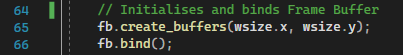 64 // Initialises and binds Frame Buffer
65 fb.create_buffers(wsize.x, wsize.y);
66 fb.bind();